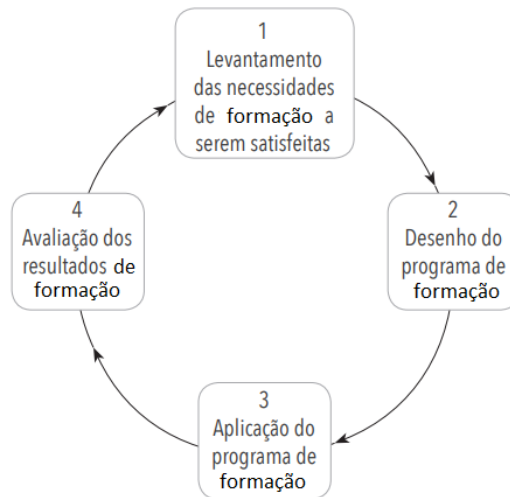 1
Levantamento
das necessidades
de formação a
serem satisfeitas
2
Desenho do
programa de
formação
3
Aplicação do
programa de
formação
4
Avaliação dos
resultados de
formação